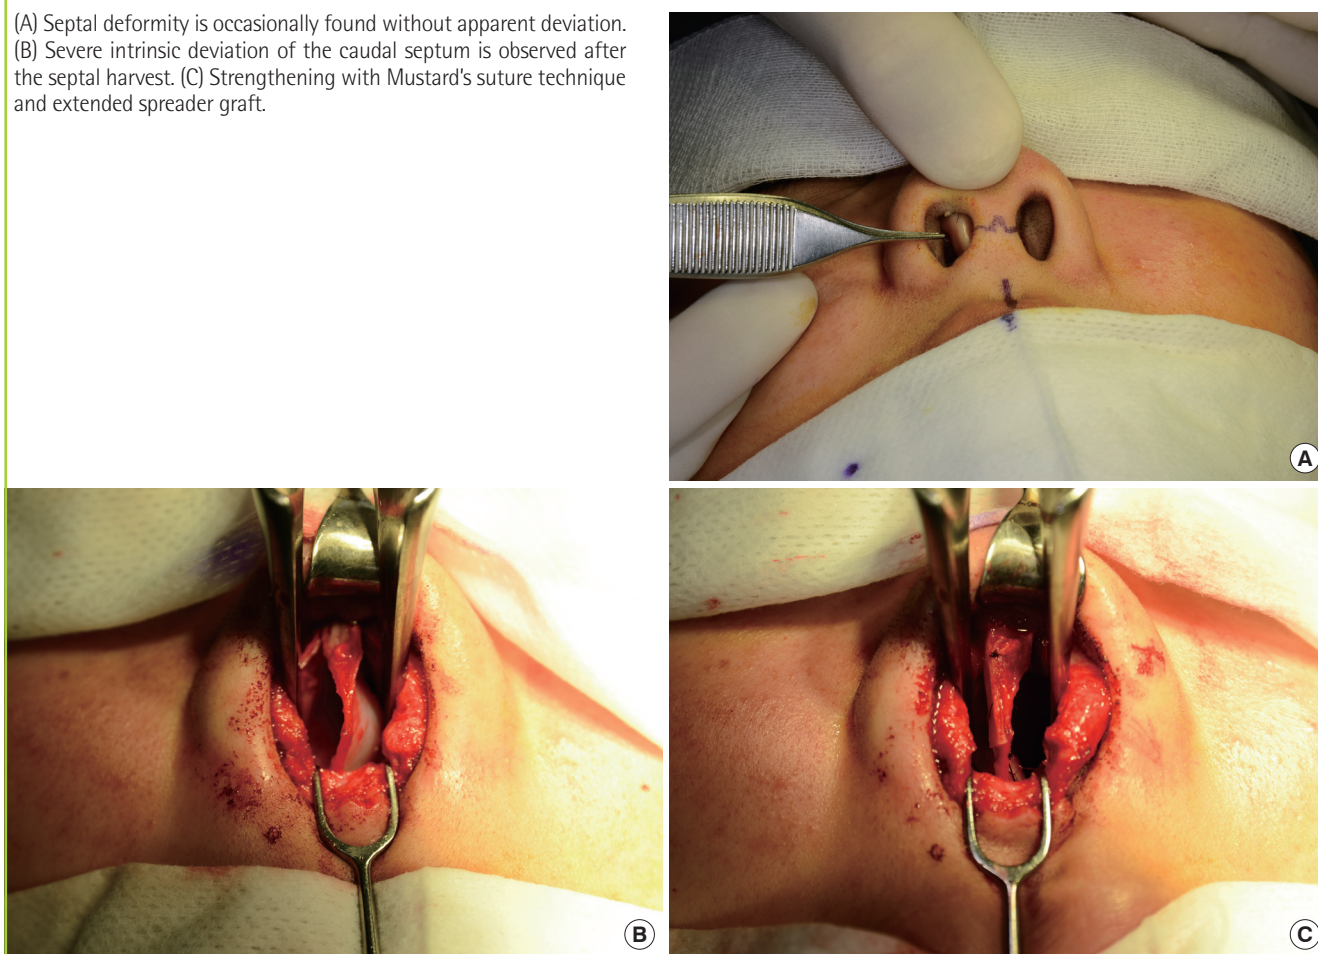 (A) Septal deformity is occasionally found without apparent deviation.
(B) Severe intrinsic deviation of the caudal septum is observed after
the septal harvest. (C) Strengthening with Mustard's suture technique
and extended spreader graft.
A
B
C